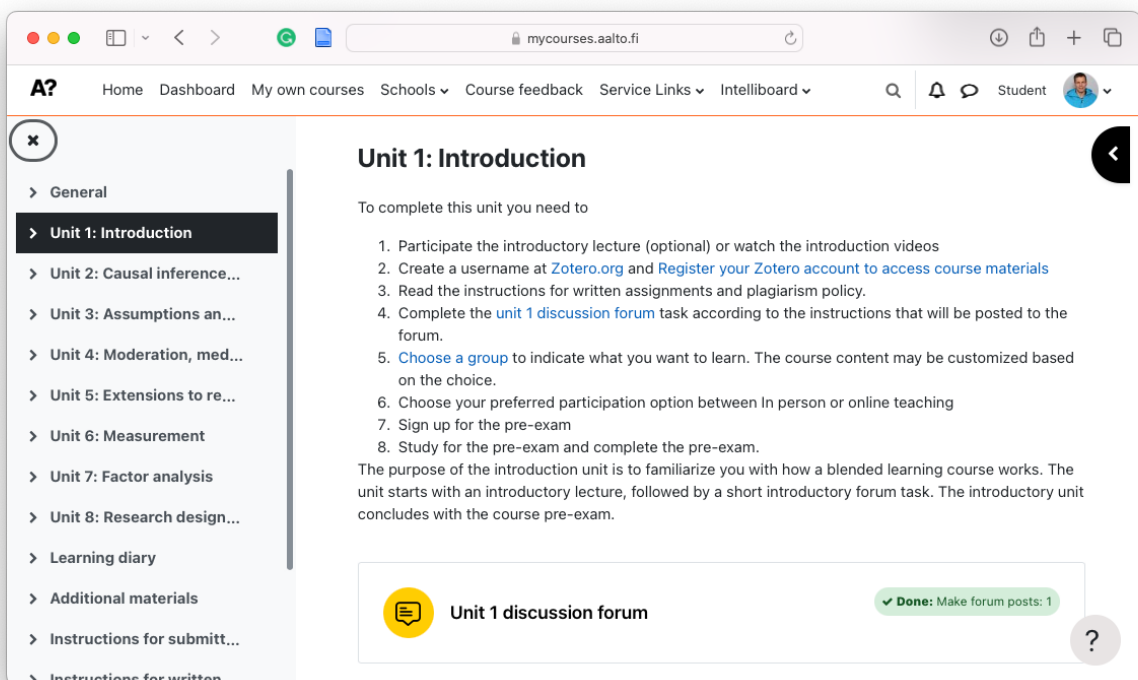 mycourses.aalto.fi
A?
Home Dashboard My own courses Schools Course feedback Service Links Intelliboard
Student
General
Unit 1: Introduction
Unit 2: Causal inference...
Unit 3: Assumptions an...
Unit 4: Moderation, med...
Unit 5: Extensions to re...
Unit 6: Measurement
Unit 7: Factor analysis
Unit 8: Research design...
Learning diary
Additional materials
Instructions for submitt...
Instructions for written
Unit 1: Introduction
To complete this unit you need to
1. Participate the introductory lecture (optional) or watch the introduction videos
2. Create a username at Zotero.org and Register your Zotero account to access course materials
3. Read the instructions for written assignments and plagiarism policy.
4. Complete the unit 1 discussion forum task according to the instructions that will be posted to the
forum.
5. Choose a group to indicate what you want to learn. The course content may be customized based
on the choice.
6. Choose your preferred participation option between In person or online teaching
7. Sign up for the pre-exam
8. Study for the pre-exam and complete the pre-exam.
The purpose of the introduction unit is to familiarize you with how a blended learning course works. The
unit starts with an introductory lecture, followed by a short introductory forum task. The introductory unit
concludes with the course pre-exam.
Unit 1 discussion forum
Done: Make forum posts: 1
?